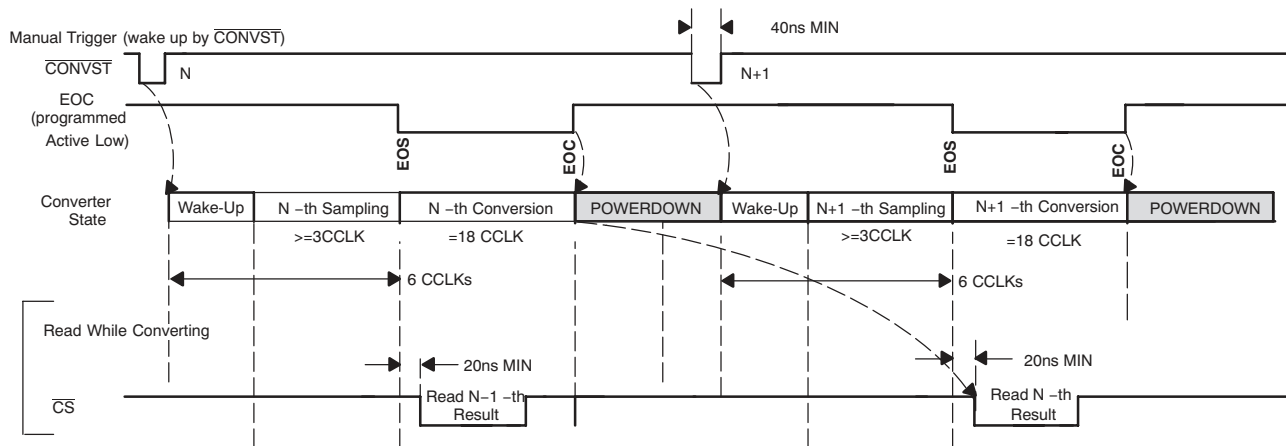 40ns MIN
Manual Trigger (wake up by CONVST)
CONVST
N
N+1
EOC
(programmed
Active Low)
EOS
EOC
EOS
EOC
Converter
State
Wake-Up
N −th Sampling
N −th Conversion
POWERDOWN
Wake-Up
N+1 −th Sampling
N+1 −th Conversion
POWERDOWN
>=3CCLK
=18 CCLK
>=3CCLK
=18 CCLK
6 CCLKs
6 CCLKs
Read While Converting
20ns MIN
20ns MIN
CS
Read N−1 −th
Result
Read N −th
Result